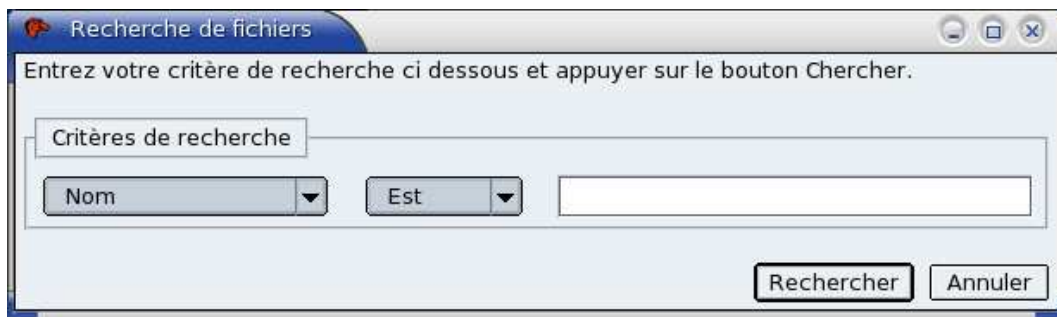 Recherche de fichiers
Entrez votre critère de recherche ci dessous et appuyer sur le bouton Chercher.
Critères de recherche
Nom Est
Rechercher Annuler